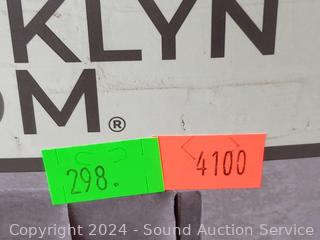 KLYN
OM®
298.
4100
Copyright 2024 - Sound Auction Service